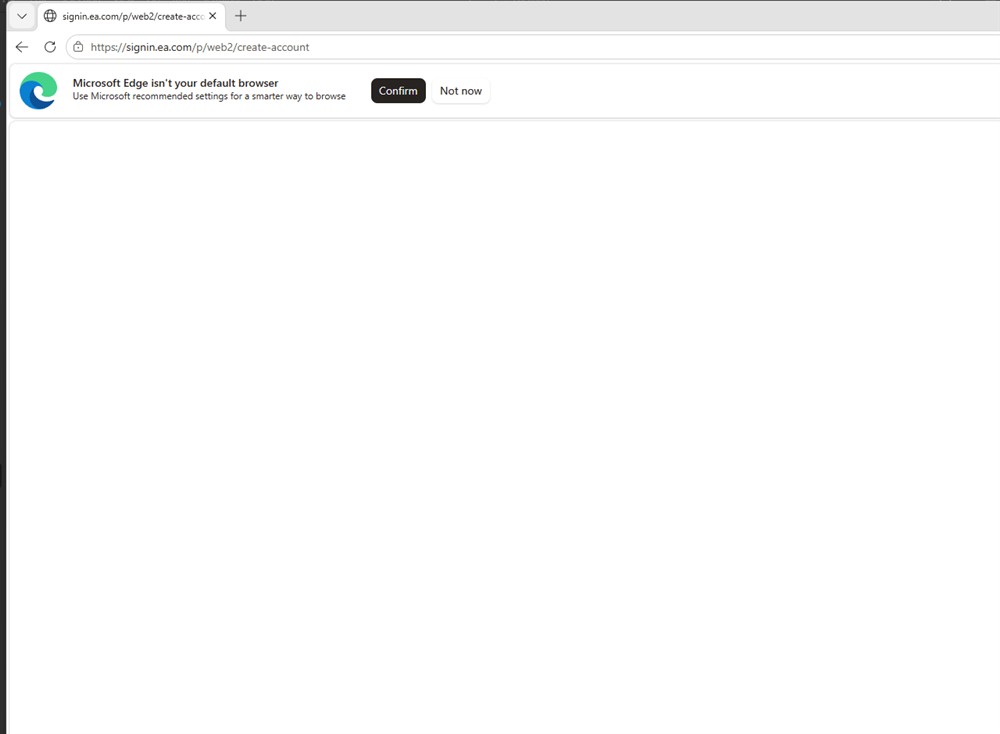 signin.ea.com/p/web2/create-acco
https://signin.ea.com/p/web2/create-account
Microsoft Edge isn't your default browser
Use Microsoft recommended settings for a smarter way to browse
Confirm
Not now